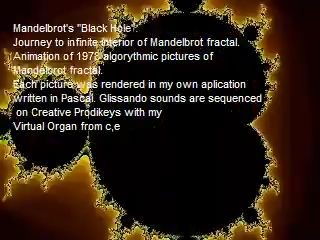 Mandelbrot's "Black Hole".
Journey to infinite interior of Mandelbrot fractal.
Animation of 1978 algorythmic pictures of
Mandelbrot fractal.
Each picture was rendered in my own aplication
written in Pascal. Glissando sounds are sequenced
on Creative Prodikeys with my
Virtual Organ from c,e